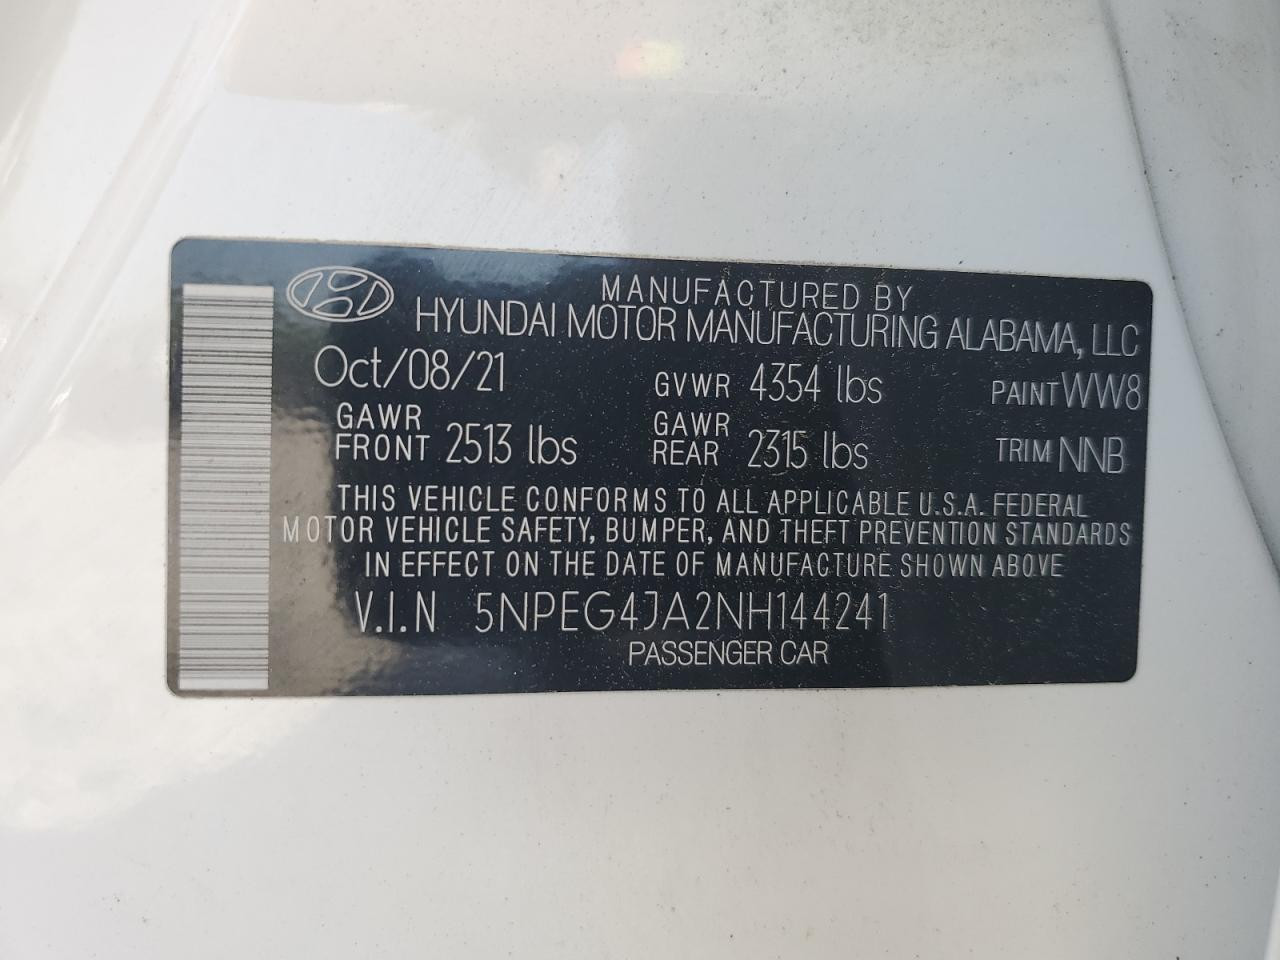 MANUFACTURED BY
HYUNDAI MOTOR MANUFACTURING ALABAMA, LLC
Oct/08/21 GVWR 4354 lbs PAINT WW8
GAWR FRONT 2513 lbs GAWR REAR 2315 lbs TRIM NNB
THIS VEHICLE CONFORMS TO ALL APPLICABLE U.S.A. FEDERAL
MOTOR VEHICLE SAFETY, BUMPER, AND THEFT PREVENTION STANDARDS
IN EFFECT ON THE DATE OF MANUFACTURE SHOWN ABOVE
V.I.N 5NPEG4JA2NH144241
PASSENGER CAR